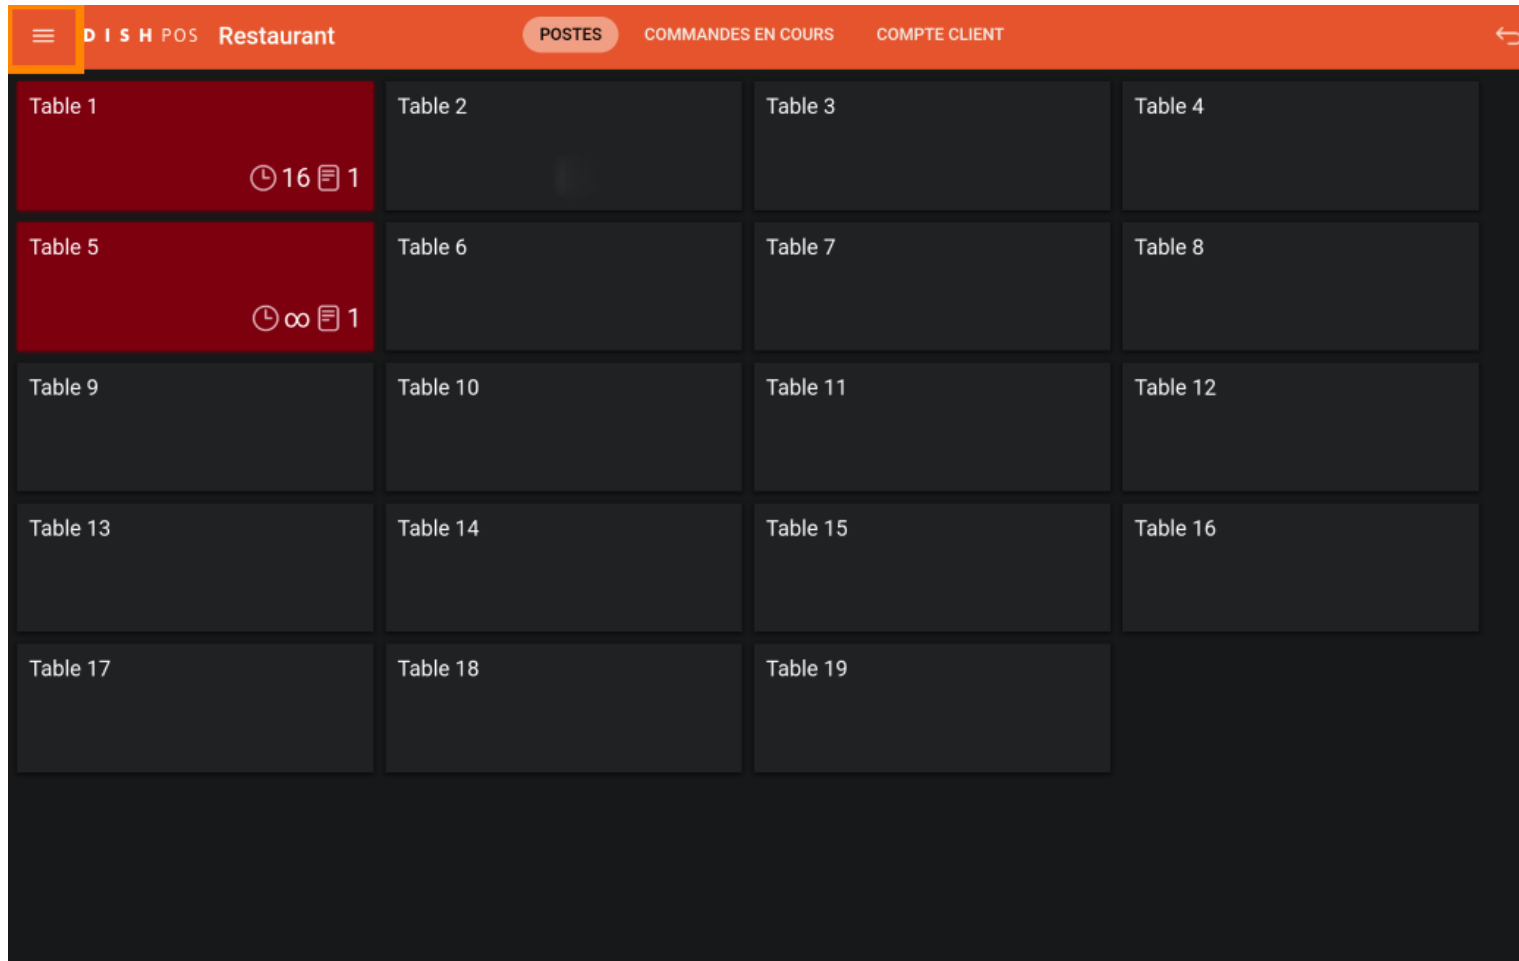 DISH POS Restaurant POSTES COMMANDES EN COURS COMPTE CLIENT
Table 1 Table 2 Table 3 Table 4
16 1
Table 5 Table 6 Table 7 Table 8
∞ 1
Table 9 Table 10 Table 11 Table 12
Table 13 Table 14 Table 15 Table 16
Table 17 Table 18 Table 19